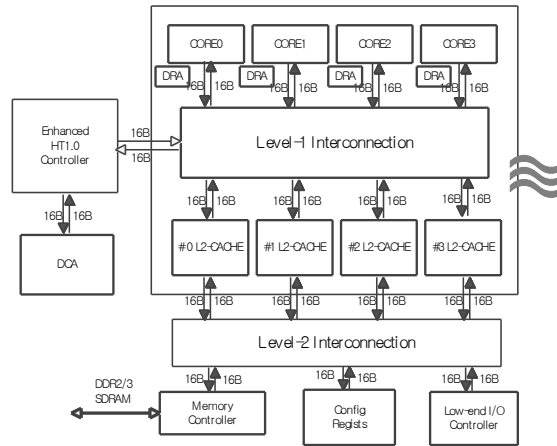 CORE0 CORE1 CORE2 CORE3
DRA DRA DRA DRA
16B 16B 16B 16B 16B 16B 16B 16B
Enhanced
HT1.0
Controller
16B
16B
Level-1 Interconnection
16B 16B 16B 16B 16B 16B 16B 16B 16B 16B
DCA
#0 L2-CACHE #1 L2-CACHE #2 L2-CACHE #3 L2-CACHE
16B 16B 16B 16B 16B 16B 16B 16B
Level-2 Interconnection
16B 16B 16B 16B 16B 16B
DDR2/3
SDRAM
Memory
Controller
Config
Regists
Low-end I/O
Controller